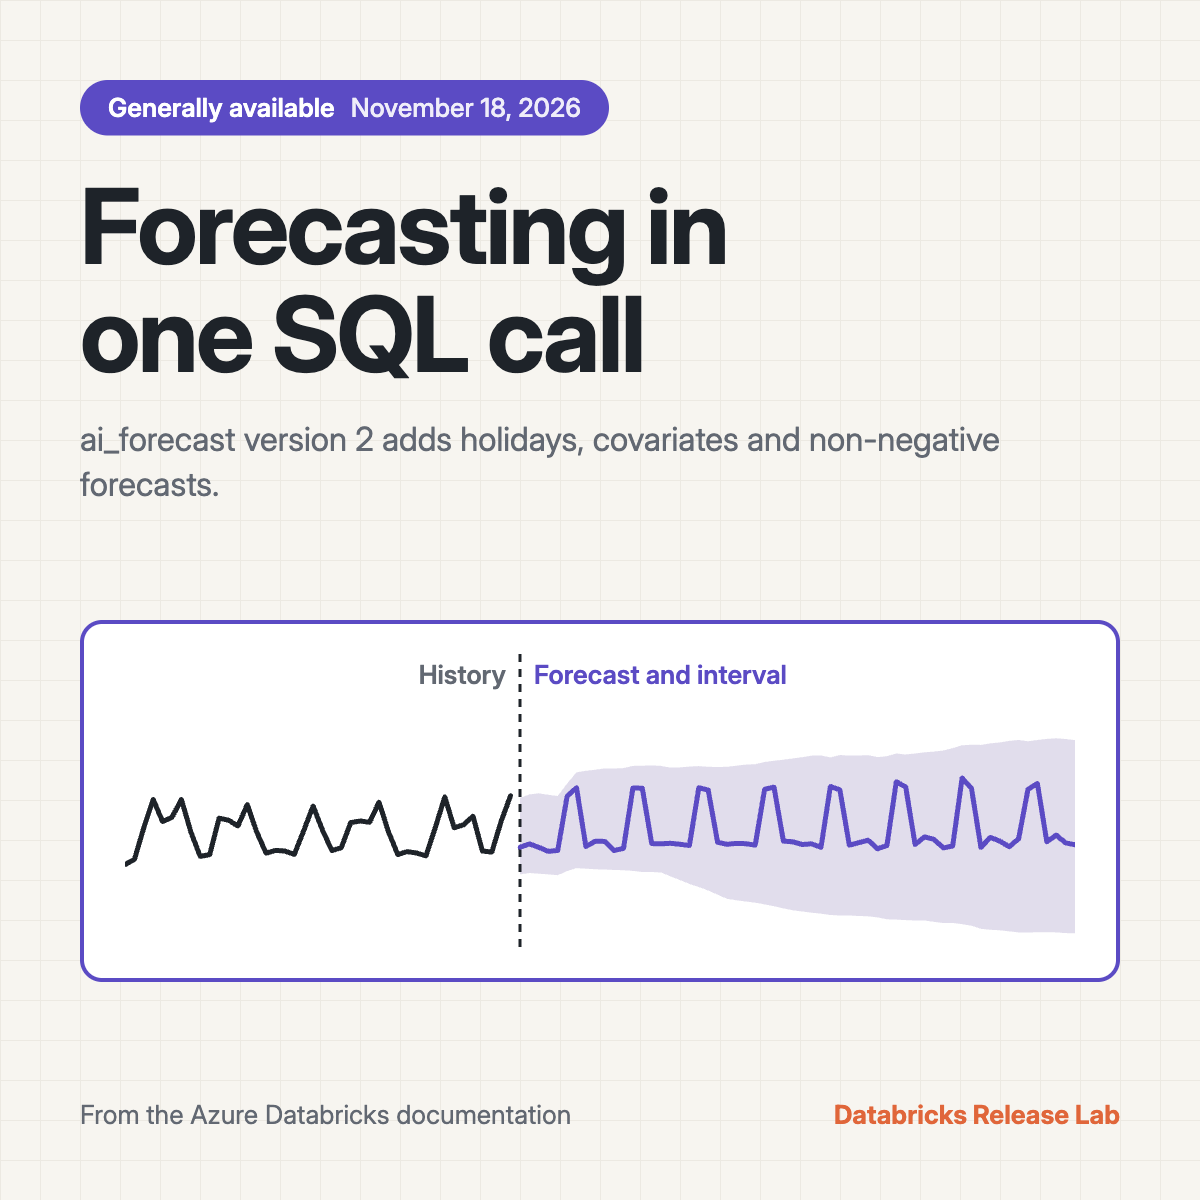 Generally available November 18, 2026
Forecasting in
one SQL call
ai_forecast version 2 adds holidays, covariates and non-negative
forecasts.
History
Forecast and interval
From the Azure Databricks documentation
Databricks Release Lab